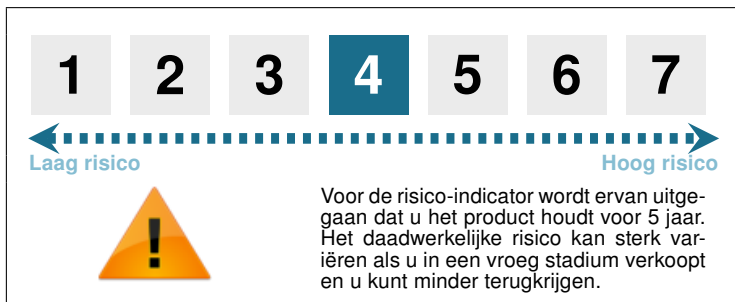 1 2 3 4 5 6 7
Laag risico Hoog risico
!
Voor de risico-indicator wordt ervan uitge-
gaan dat u het product houdt voor 5 jaar.
Het daadwerkelijke risico kan sterk var-
iëren als u in een vroeg stadium verkoopt
en u kunt minder terugkrijgen.